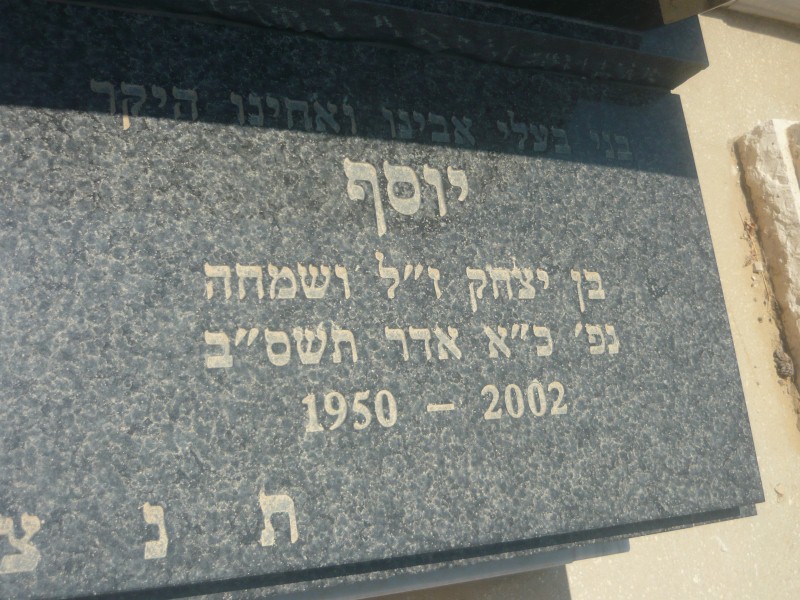 בני בעלי אבינו ואחינו היקר
יוסף
בן יצחק ז״ל ושמחה
נפ׳ כ״א אדר תשס״ב
1950 – 2002
ת נ צ